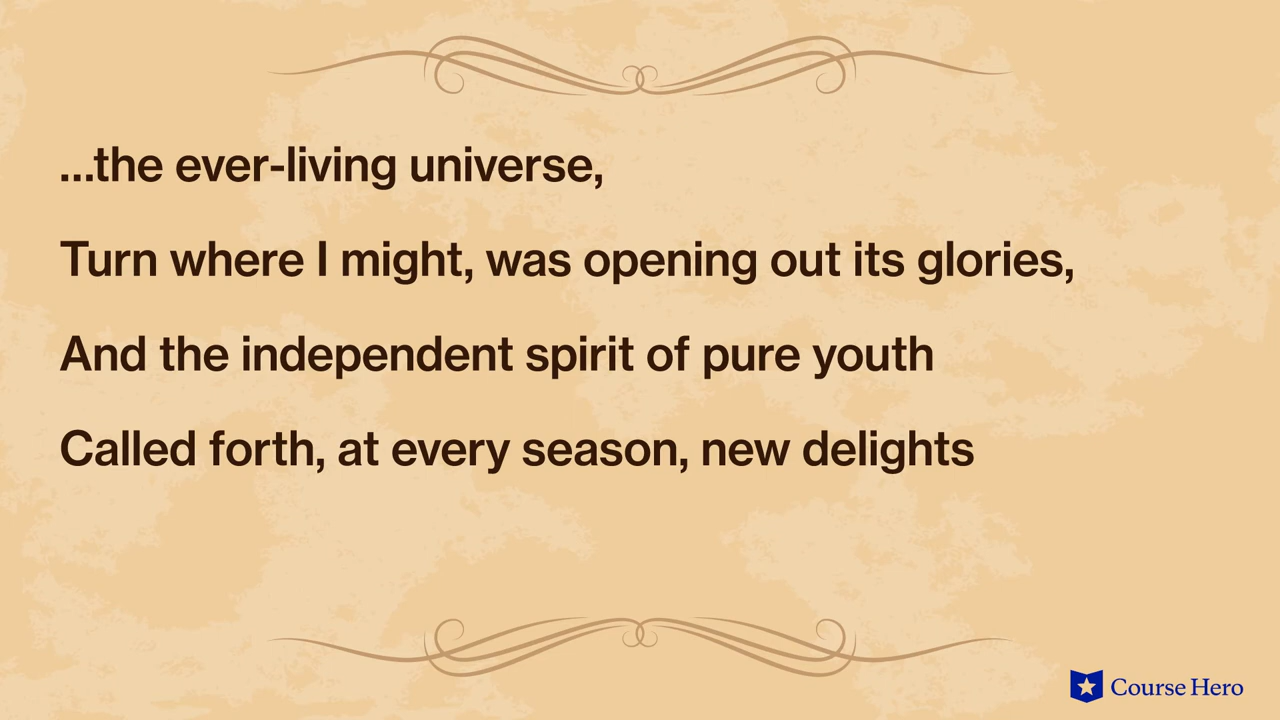 ...the ever-living universe,
Turn where I might, was opening out its glories,
And the independent spirit of pure youth
Called forth, at every season, new delights
Course Hero